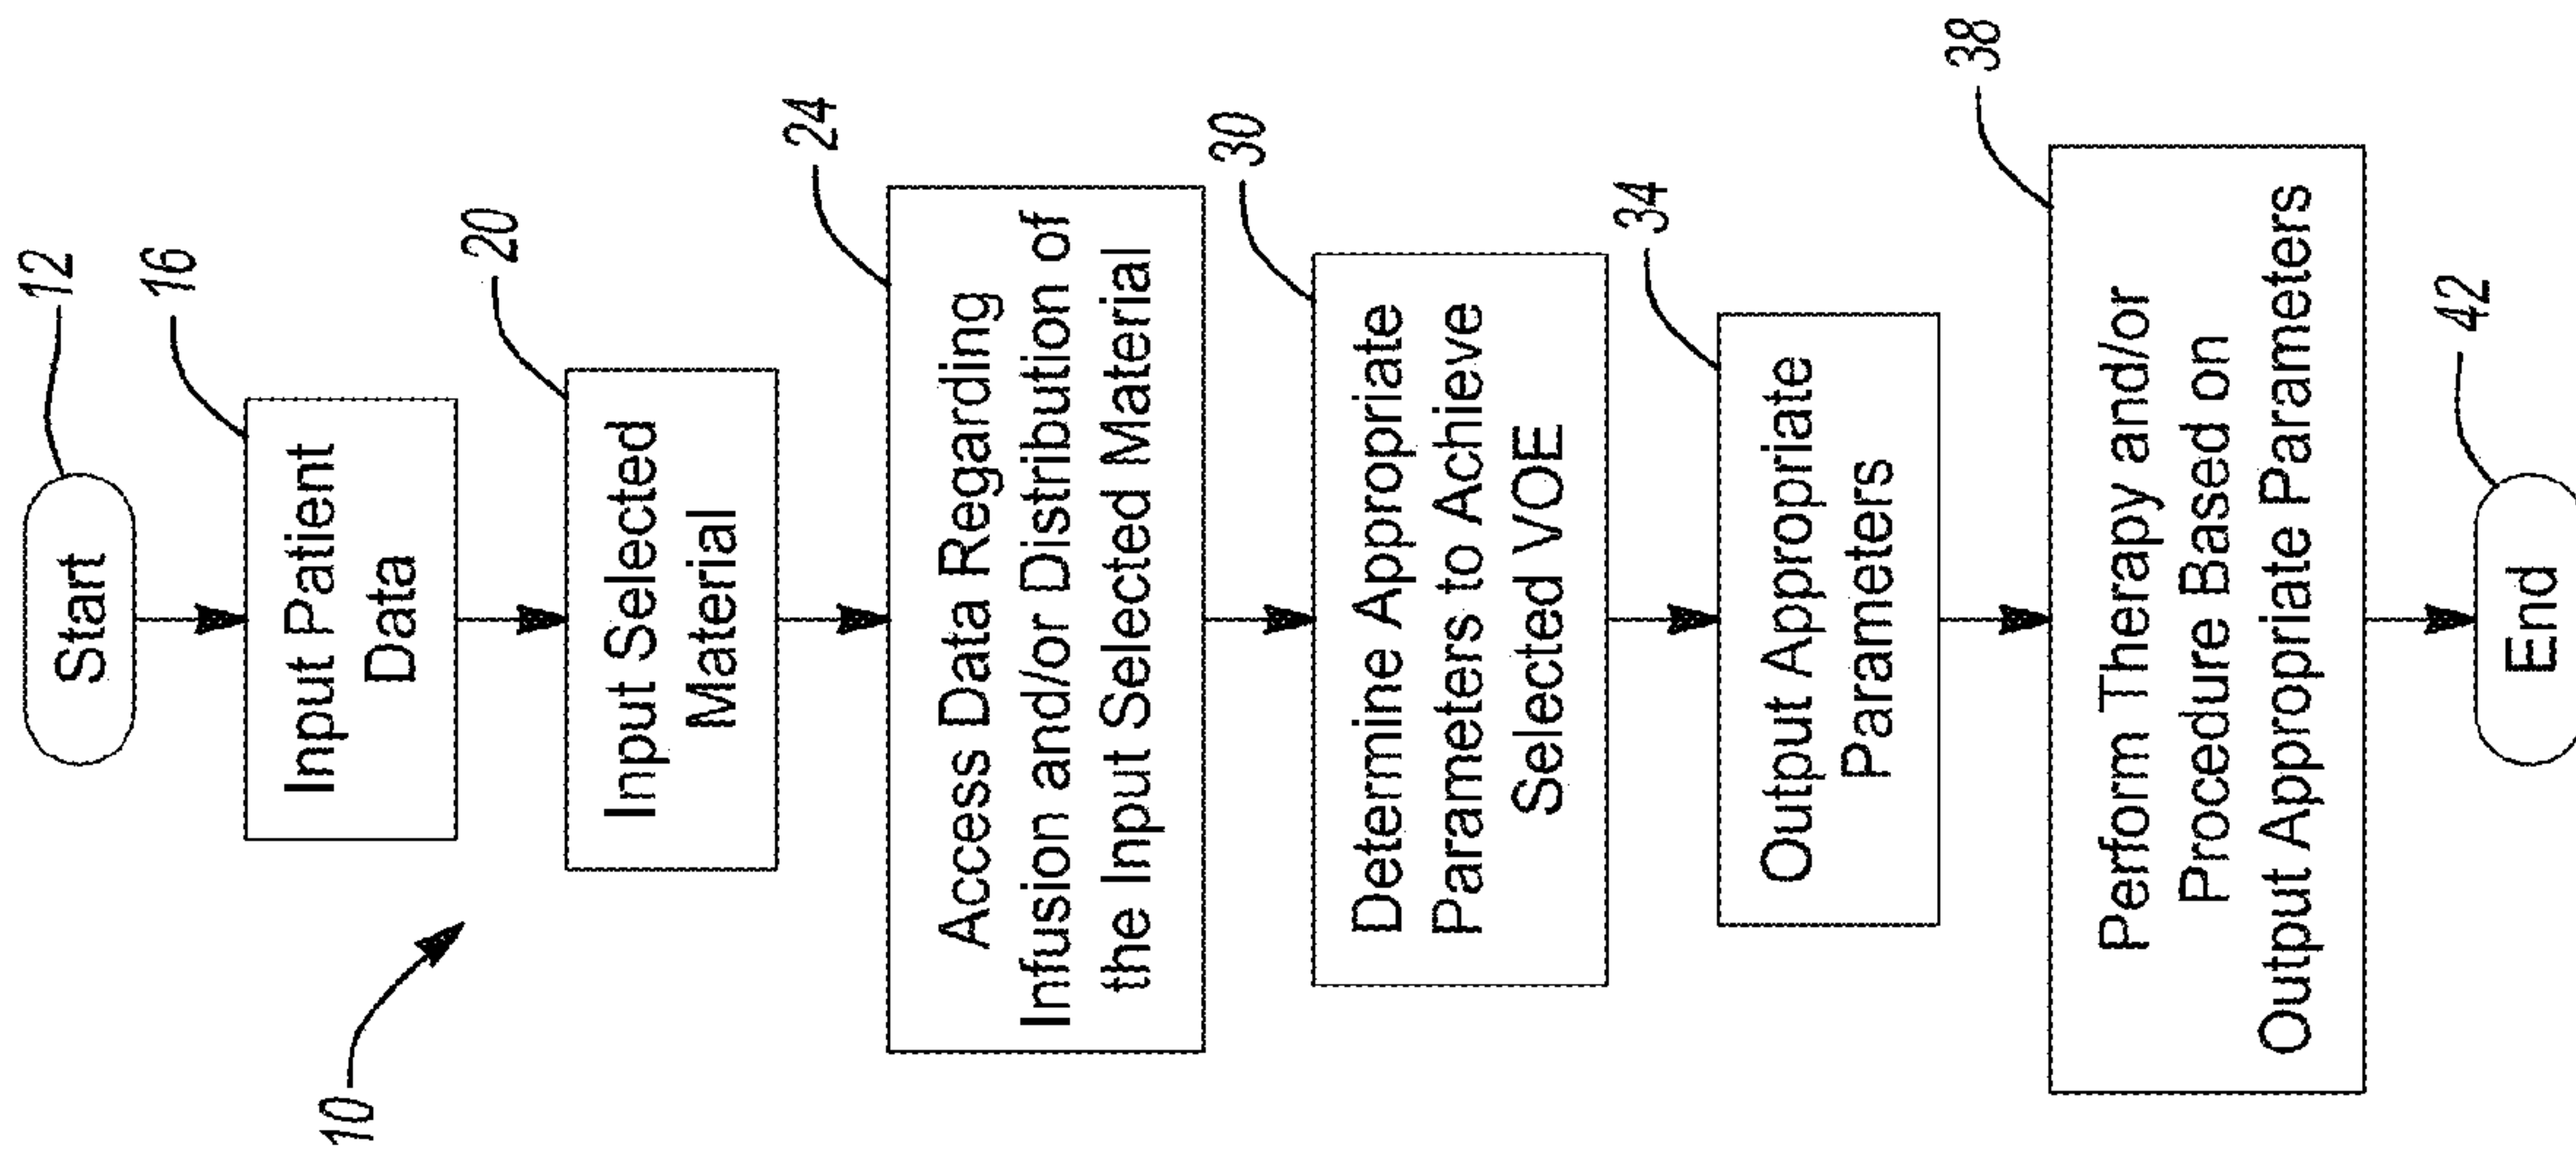 10
Start
12
Input Patient
Data
16
Input Selected
Material
20
Access Data Regarding
Infusion and/or Distribution of
the Input Selected Material
24
Determine Appropriate
Parameters to Achieve
Selected VOE
30
Output Appropriate
Parameters
34
Perform Therapy and/or
Procedure Based on
Output Appropriate Parameters
38
End
42